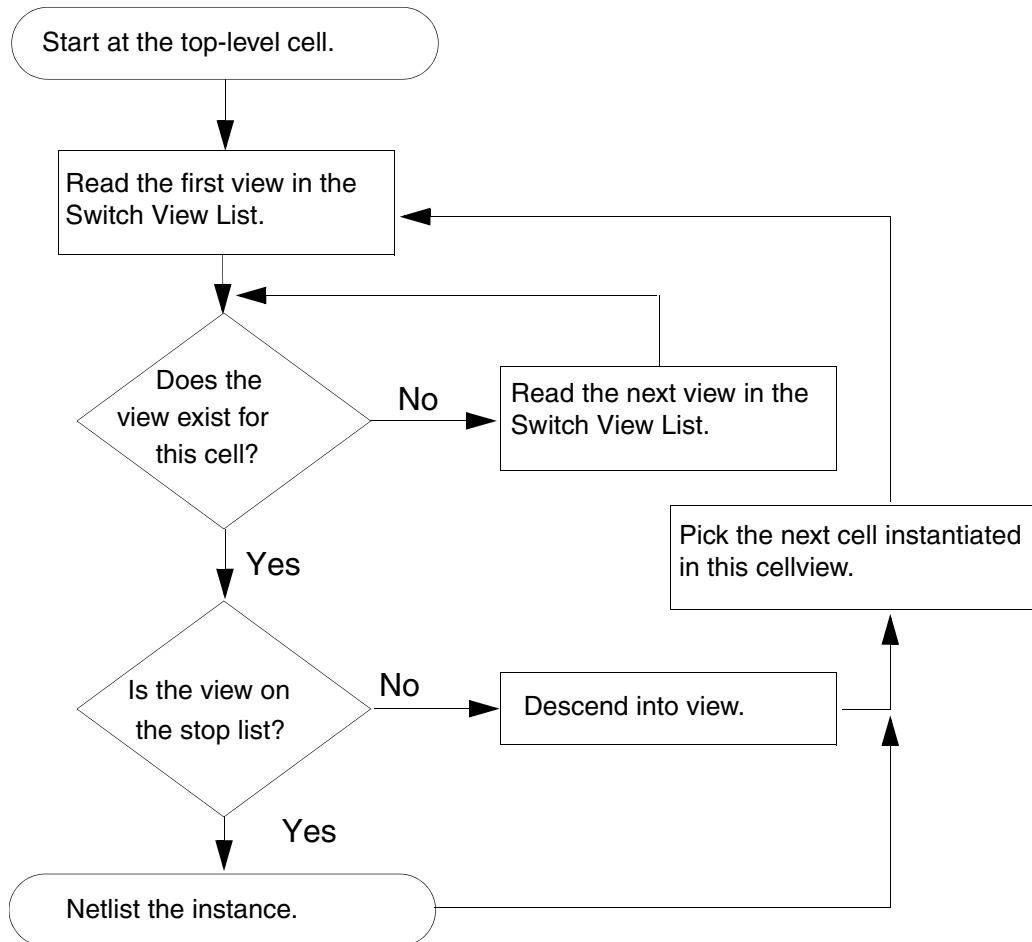 Start at the top-level cell.
Read the first view in the
Switch View List.
Does the
view exist for
this cell?
No
Read the next view in the
Switch View List.
Yes
Pick the next cell instantiated
in this cellview.
Is the view on
the stop list?
No
Descend into view.
Yes
Netlist the instance.